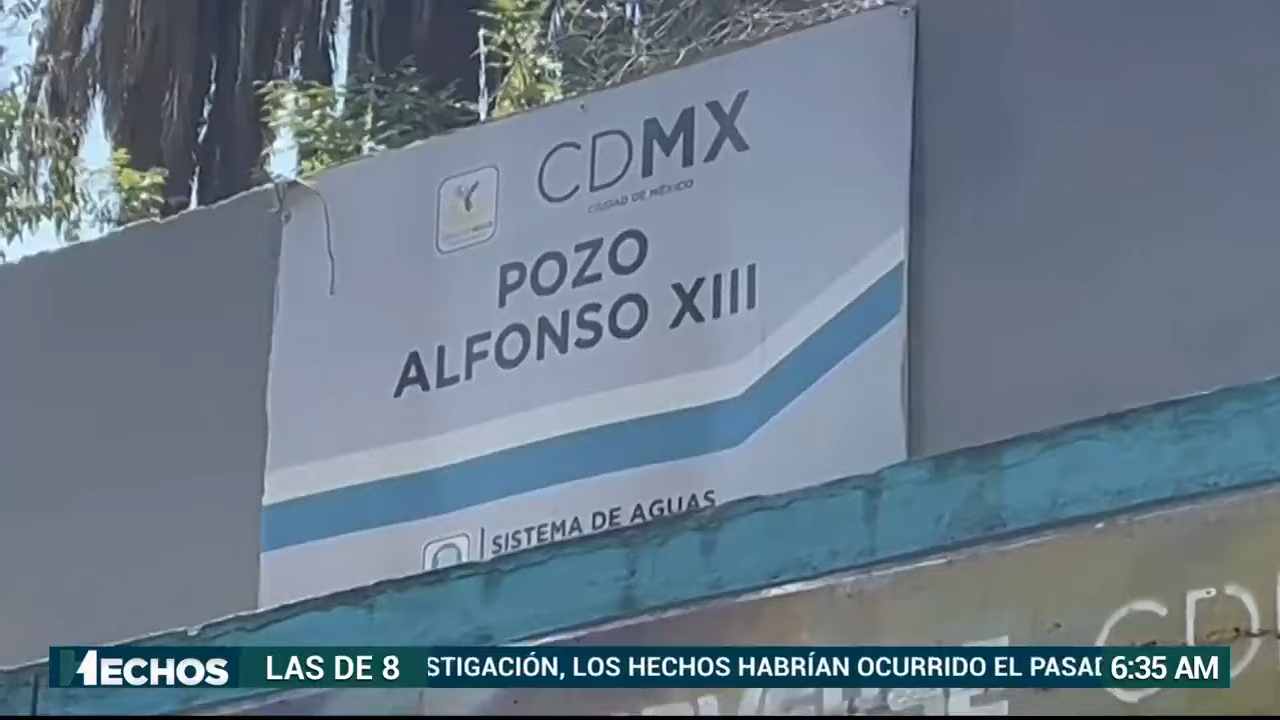 CDMX
CIUDAD DE MÉXICO
POZO
ALFONSO XIII
SISTEMA DE AGUAS
CD
HECHOS LAS DE 8 STIGACIÓN, LOS HECHOS HABRÍAN OCURRIDO EL PASAD 6:35 AM